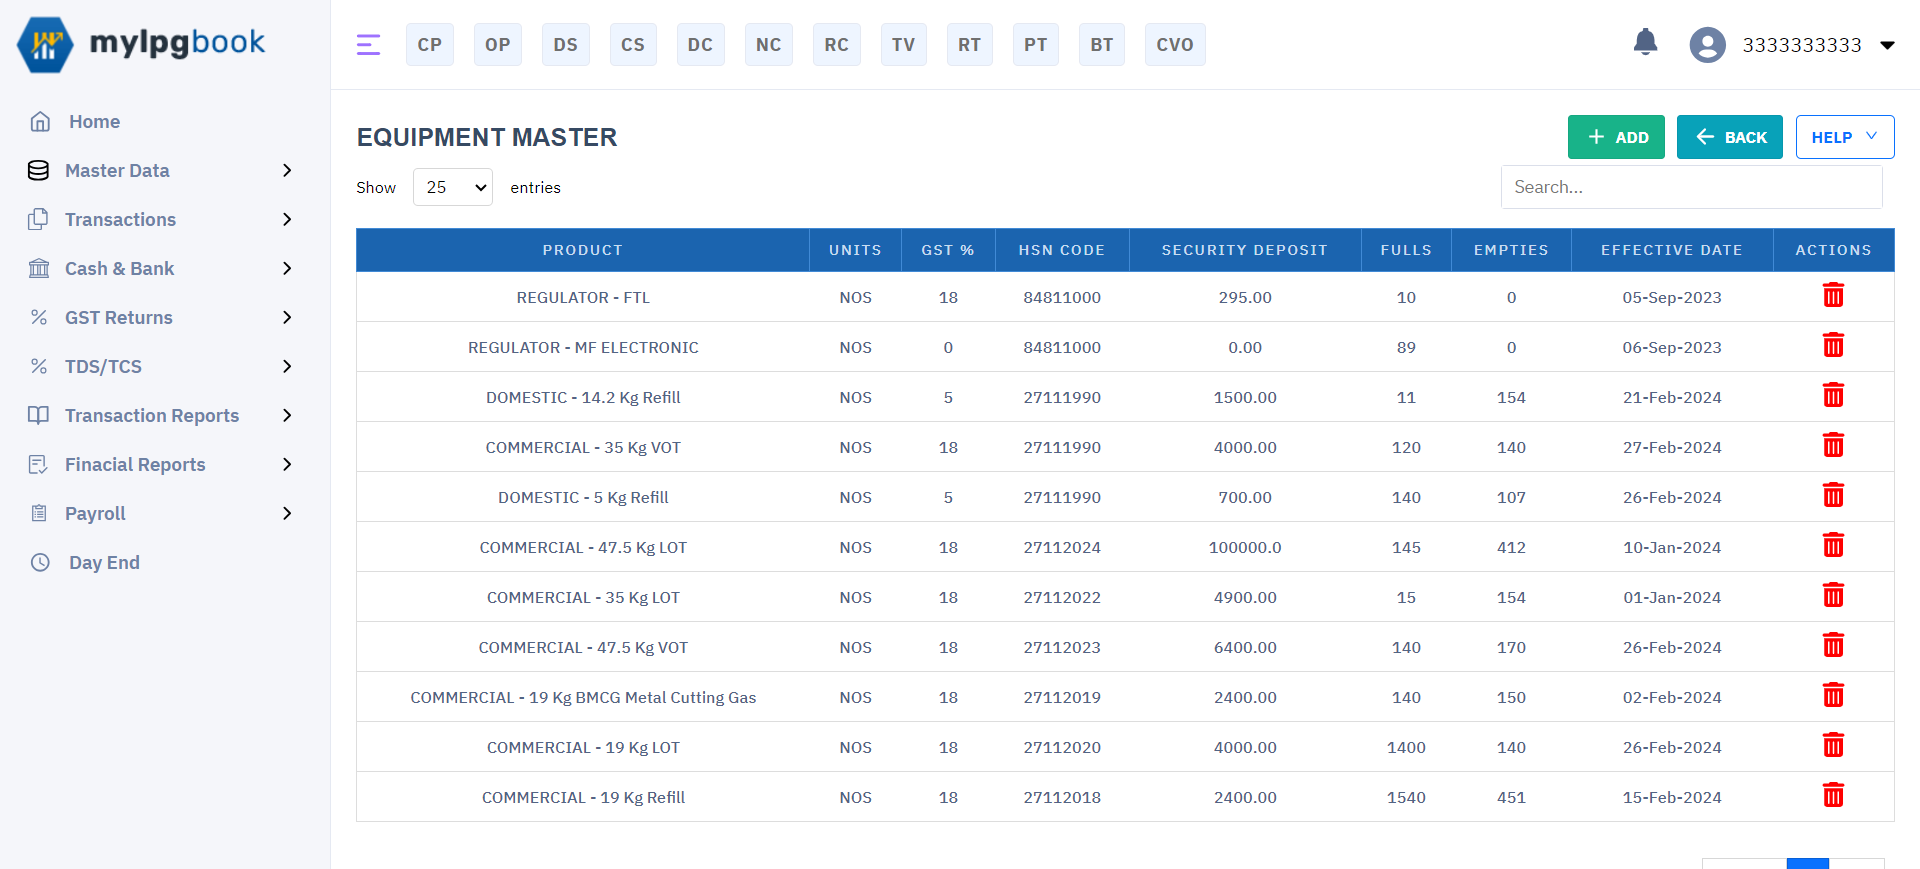 mylpgbook
CP OP DS CS DC NC RC TV RT PT BT CVO
3333333333
Home
Master Data
Transactions
Cash & Bank
GST Returns
TDS/TCS
Transaction Reports
Finacial Reports
Payroll
Day End
EQUIPMENT MASTER
+ ADD
BACK
HELP
Show 25 entries
Search...
PRODUCT UNITS GST % HSN CODE SECURITY DEPOSIT FULLS EMPTIES EFFECTIVE DATE ACTIONS
REGULATOR - FTL NOS 18 84811000 295.00 10 0 05-Sep-2023
REGULATOR - MF ELECTRONIC NOS 0 84811000 0.00 89 0 06-Sep-2023
DOMESTIC - 14.2 Kg Refill NOS 5 27111990 1500.00 11 154 21-Feb-2024
COMMERCIAL - 35 Kg VOT NOS 18 27111990 4000.00 120 140 27-Feb-2024
DOMESTIC - 5 Kg Refill NOS 5 27111990 700.00 140 107 26-Feb-2024
COMMERCIAL - 47.5 Kg LOT NOS 18 27112024 100000.0 145 412 10-Jan-2024
COMMERCIAL - 35 Kg LOT NOS 18 27112022 4900.00 15 154 01-Jan-2024
COMMERCIAL - 47.5 Kg VOT NOS 18 27112023 6400.00 140 170 26-Feb-2024
COMMERCIAL - 19 Kg BMCG Metal Cutting Gas NOS 18 27112019 2400.00 140 150 02-Feb-2024
COMMERCIAL - 19 Kg LOT NOS 18 27112020 4000.00 1400 140 26-Feb-2024
COMMERCIAL - 19 Kg Refill NOS 18 27112018 2400.00 1540 451 15-Feb-2024